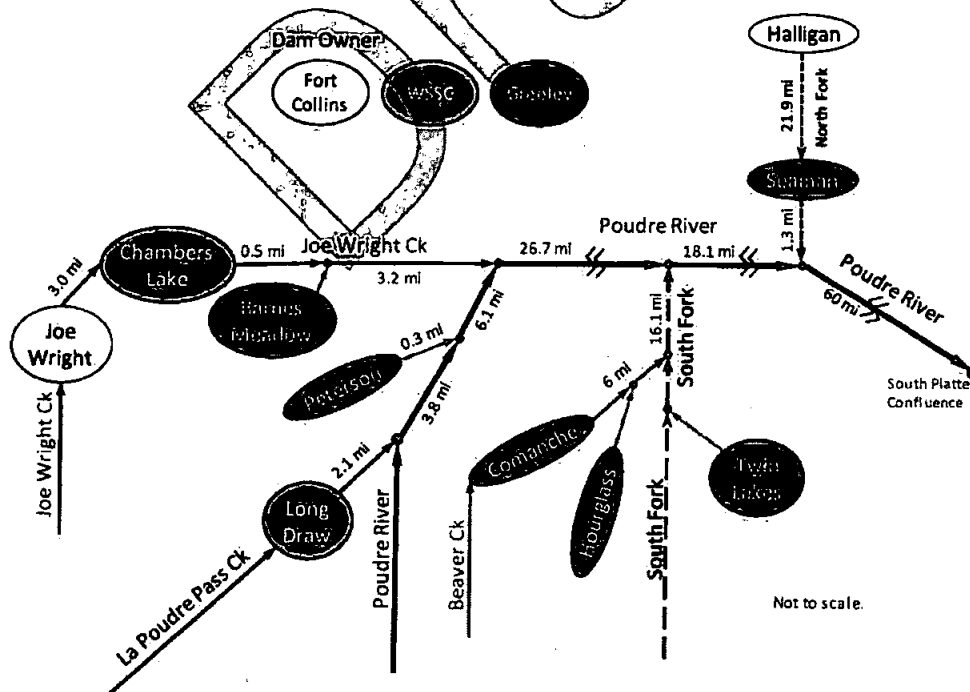 Halligan
Dam Owner
Fort
Collins
WSSC
Greeley
21.9 mi
North Fork
Seaman
1.3 mi
Poudre River
Joe Wright Ck
Chambers
Lake
0.5 mi
3.2 mi
26.7 mi
18.1 mi
Poudre River
60 mi
3.0 mi
Barnes
Meadow
6.1 mi
16.1 mi
South Fork
Joe
Wright
0.3 mi
Peterson
3.8 mi
6 mi
South Platte
Confluence
Joe Wright Ck
2.1 mi
Comanche
Twin
Lakes
Long
Draw
Hourglass
Poudre River
Beaver Ck
South Fork
La Poudre Pass Ck
Not to scale.